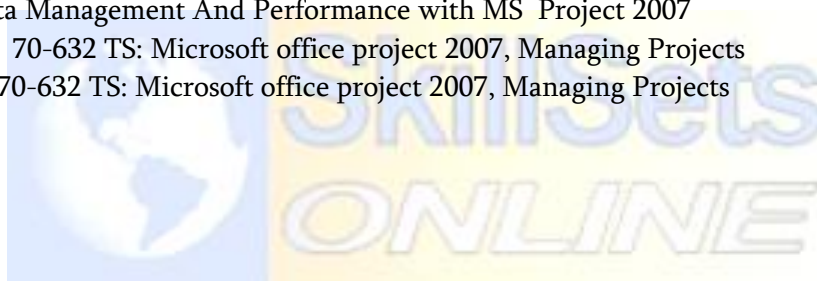 ta Management And Performance with MS Project 2007
70-632 TS: Microsoft office project 2007, Managing Projects
70-632 TS: Microsoft office project 2007, Managing Projects
SkillSets
ONLINE